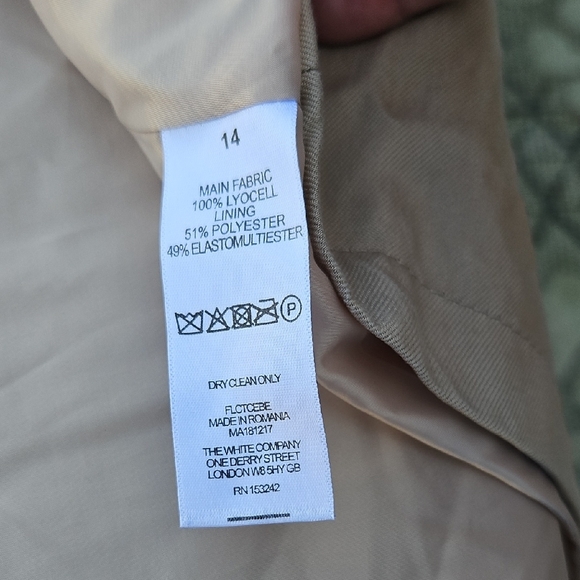 14
MAIN FABRIC
100% LYOCELL
LINING
51% POLYESTER
49% ELASTOMULTIESTER
P
DRY CLEAN ONLY
FLCTCEBE
MADE IN ROMANIA
MA181217
THE WHITE COMPANY
ONE DERRY STREET
LONDON W8 5HY GB
RN 153242